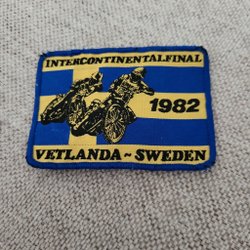 INTERCONTINENTALFINAL
1982
VETLANDA ~ SWEDEN